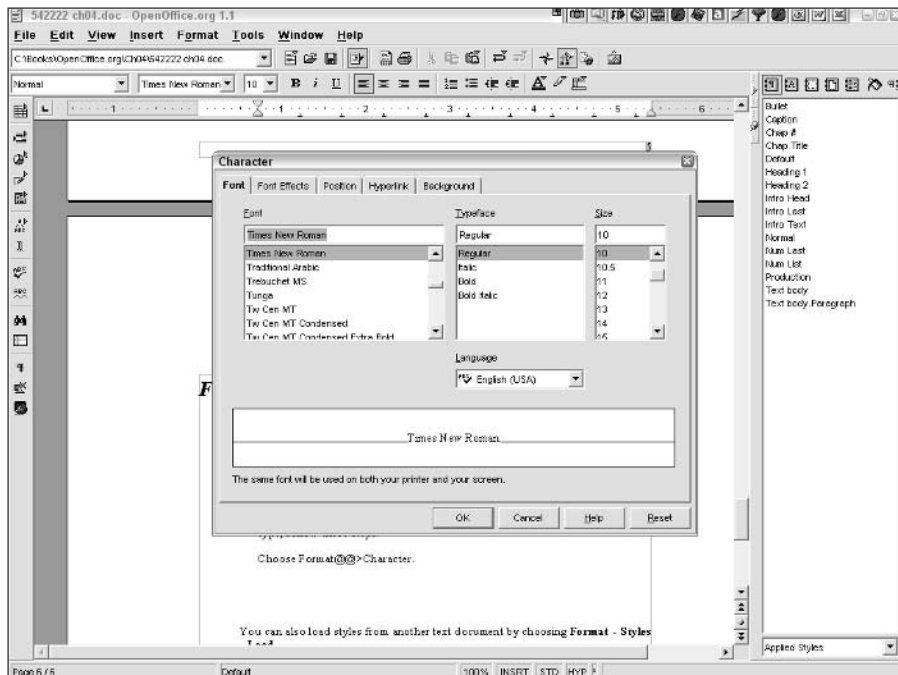 542222 ch04.doc - OpenOffice.org 1.1
File Edit View Insert Format Tools Window Help
C:\Books\OpenOffice org\Ch04\542222 ch04.doc
Normal Times New Roman 10 B i U
1 1 2 3 4 5 6
Bullet
Caption
Chap #
Chap Title
Default
Heading 1
Heading 2
Intro Head
Intro Last
Intro Text
Normal
Num Last
Num List
Production
Text body
Text body.Paragraph
Character
Font Font Effects Position Hyperlink Background
Font Typeface Size
Times New Roman Regular 10
Times New Roman Regular 10
Traditional Arabic Italic 10.5
Trebuchet MS Bold 11
Tunga Bold Italic 12
Tw Cen MT 13
Tw Cen MT Condensed 14
Tw Cen MT Condensed Extra Bold 15
Language
English (USA)
F
Times New Roman
The same font will be used on both your printer and your screen.
OK Cancel Help Reset
Choose Format@@>Character.
You can also load styles from another text document by choosing Format - Styles
- Load
Applied Styles
Page 6 / 6 Default 100% INSRT STD HYP